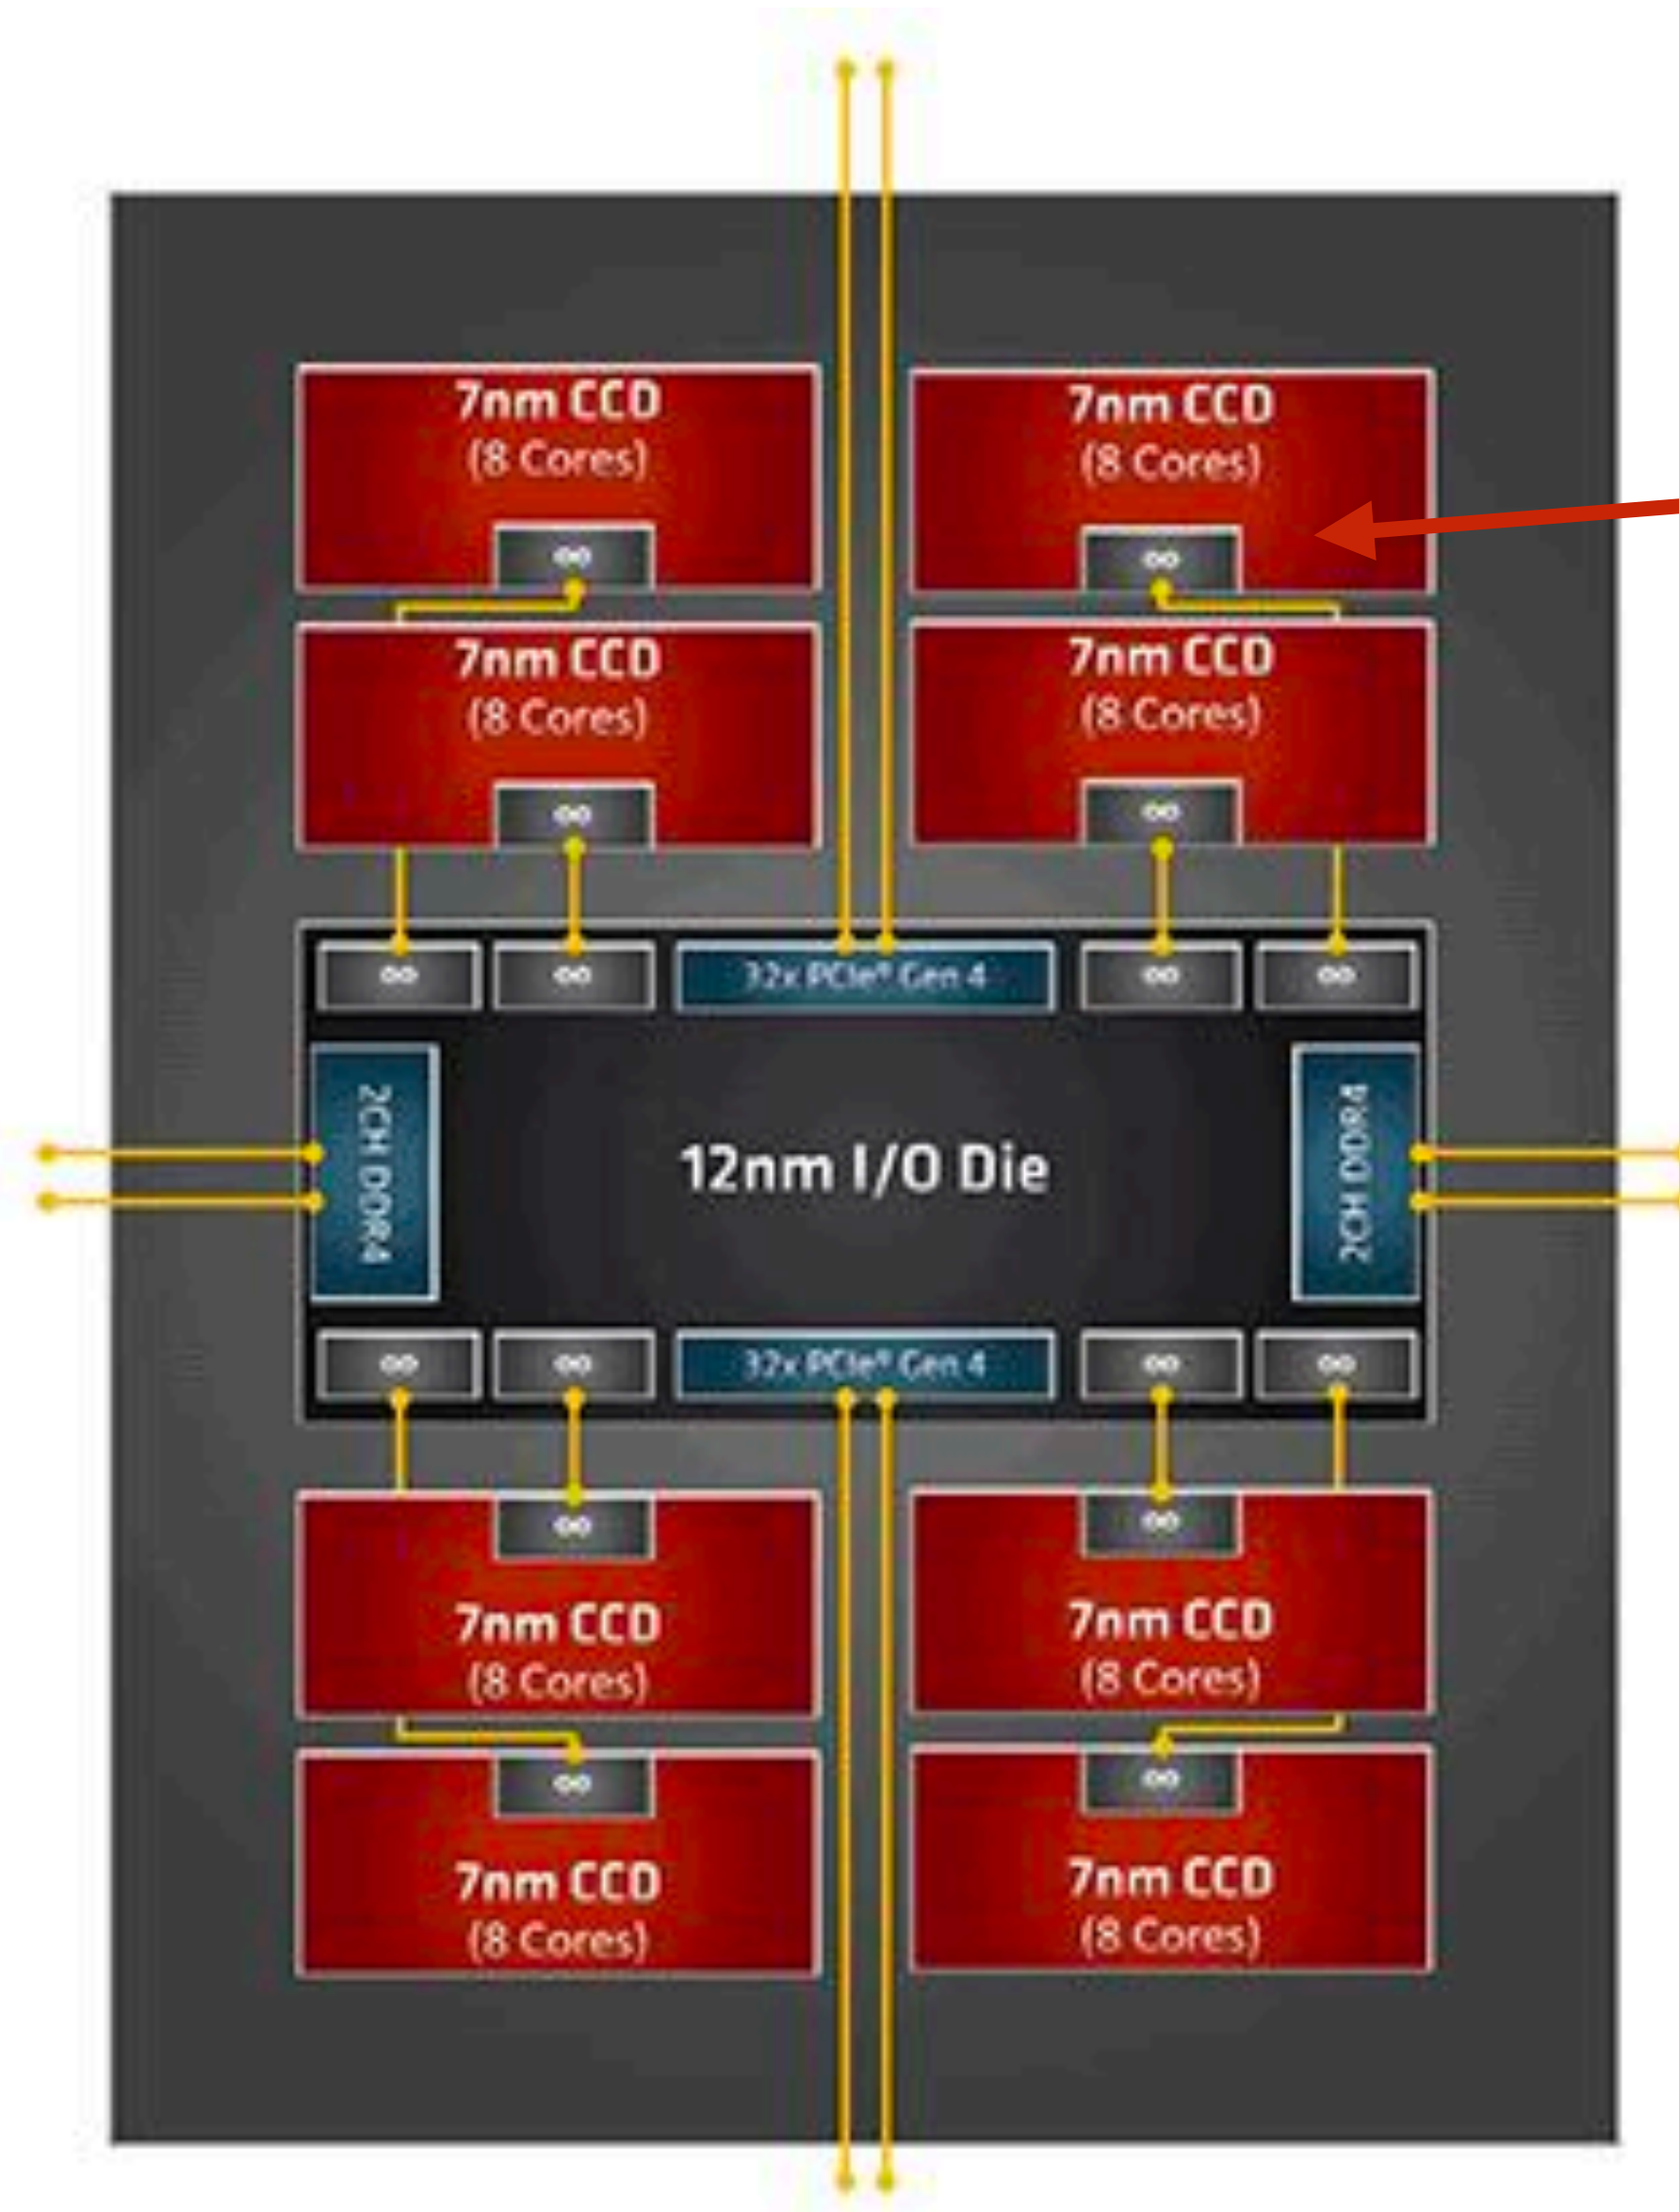 7nm CCD
(8 Cores)
7nm CCD
(8 Cores)
7nm CCD
(8 Cores)
7nm CCD
(8 Cores)
∞
∞
∞
∞
∞
∞
32x PCIe® Gen 4
∞
∞
2CH DDR4
12nm I/O Die
2CH DDR4
∞
∞
32x PCIe® Gen 4
∞
∞
∞
∞
7nm CCD
(8 Cores)
7nm CCD
(8 Cores)
∞
∞
7nm CCD
(8 Cores)
7nm CCD
(8 Cores)